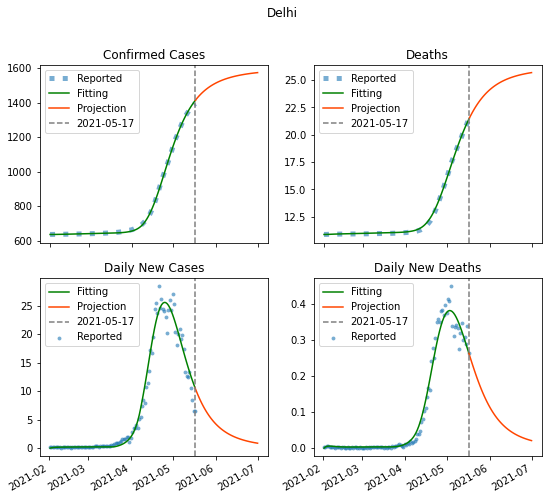 Delhi
Confirmed Cases
Deaths
1600
1400
1200
1000
800
600
Reported
Fitting
Projection
2021-05-17
25.0
22.5
20.0
17.5
15.0
12.5
Reported
Fitting
Projection
2021-05-17
Daily New Cases
Daily New Deaths
25
20
15
10
5
0
Fitting
Projection
2021-05-17
Reported
0.4
0.3
0.2
0.1
0.0
Fitting
Projection
2021-05-17
Reported
2021-02
2021-03
2021-04
2021-05
2021-06
2021-07
2021-02
2021-03
2021-04
2021-05
2021-06
2021-07